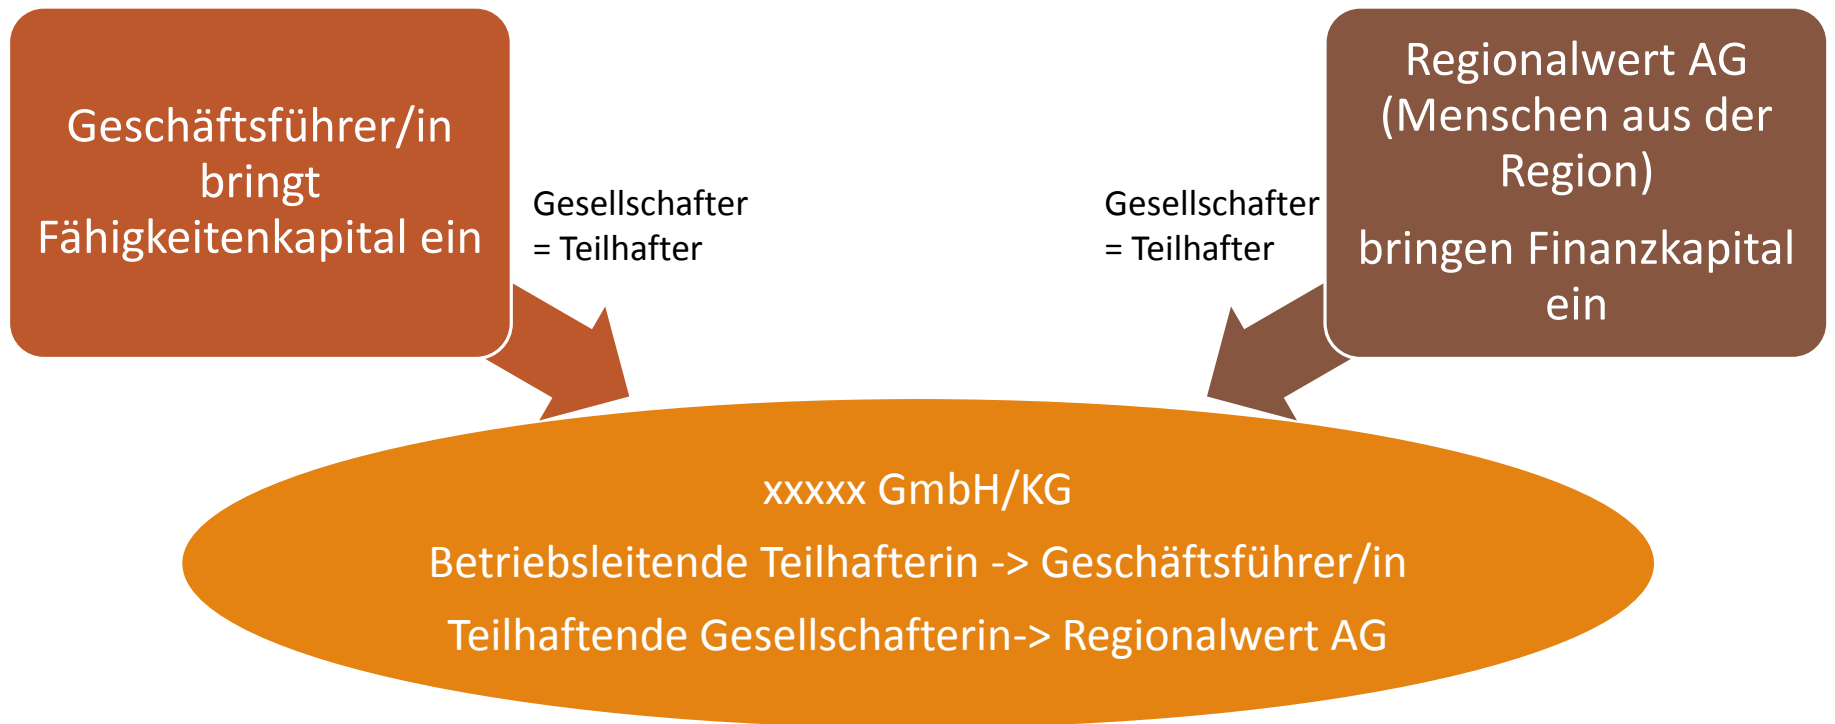 Geschäftsführer/in
bringt
Fähigkeitenkapital ein
Gesellschafter
= Teilhafter
Gesellschafter
= Teilhafter
Regionalwert AG
(Menschen aus der
Region)
bringen Finanzkapital
ein
xxxxx GmbH/KG
Betriebsleitende Teilhafterin -> Geschäftsführer/in
Teilhaftende Gesellschafterin-> Regionalwert AG